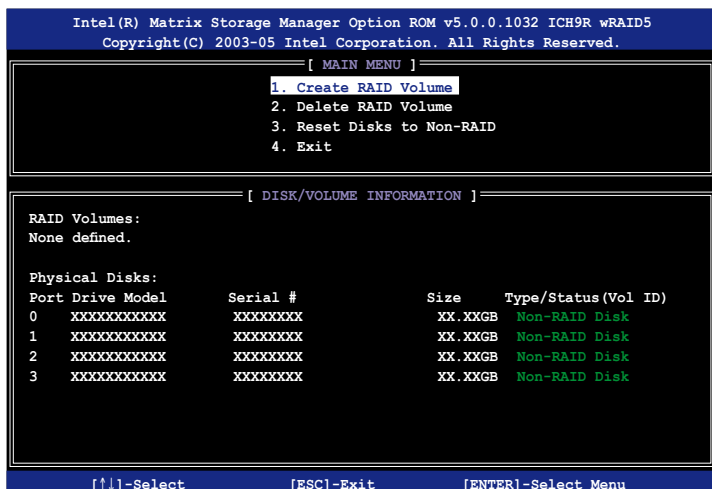 Intel(R) Matrix Storage Manager Option ROM v5.0.0.1032 ICH9R wRAID5
Copyright(C) 2003-05 Intel Corporation. All Rights Reserved.
[ MAIN MENU ]
1. Create RAID Volume
2. Delete RAID Volume
3. Reset Disks to Non-RAID
4. Exit
[ DISK/VOLUME INFORMATION ]
RAID Volumes:
None defined.
Physical Disks:
Port Drive Model Serial # Size Type/Status(Vol ID)
0 XXXXXXXXXXX XXXXXXXX XX.XXGB Non-RAID Disk
1 XXXXXXXXXXX XXXXXXXX XX.XXGB Non-RAID Disk
2 XXXXXXXXXXX XXXXXXXX XX.XXGB Non-RAID Disk
3 XXXXXXXXXXX XXXXXXXX XX.XXGB Non-RAID Disk
[↑↓]-Select [ESC]-Exit [ENTER]-Select Menu